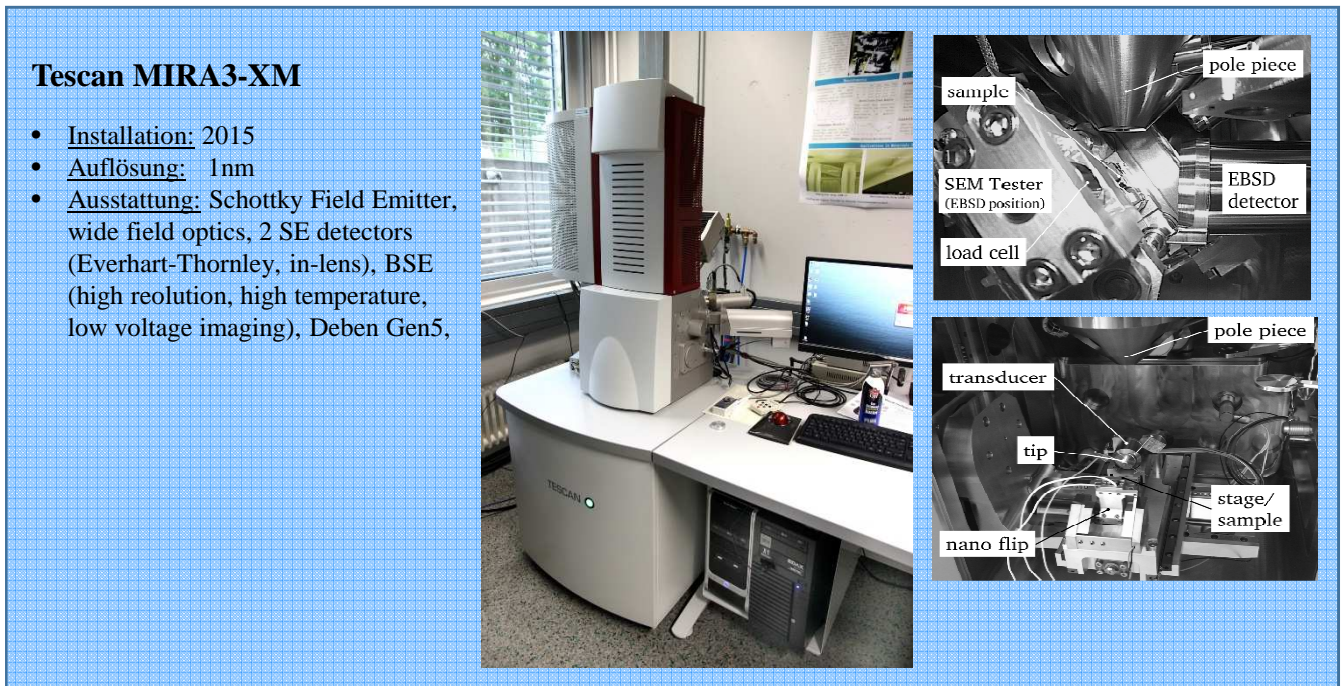 Tescan MIRA3-XM
• Installation: 2015
• Auflösung: 1nm
• Ausstattung: Schottky Field Emitter,
wide field optics, 2 SE detectors
(Everhart-Thornley, in-lens), BSE
(high reolution, high temperature,
low voltage imaging), Deben Gen5,
TESCAN
pole piece
sample
SEM Tester
(EBSD position)
EBSD
detector
load cell
pole piece
transducer
tip
stage/
sample
nano flip